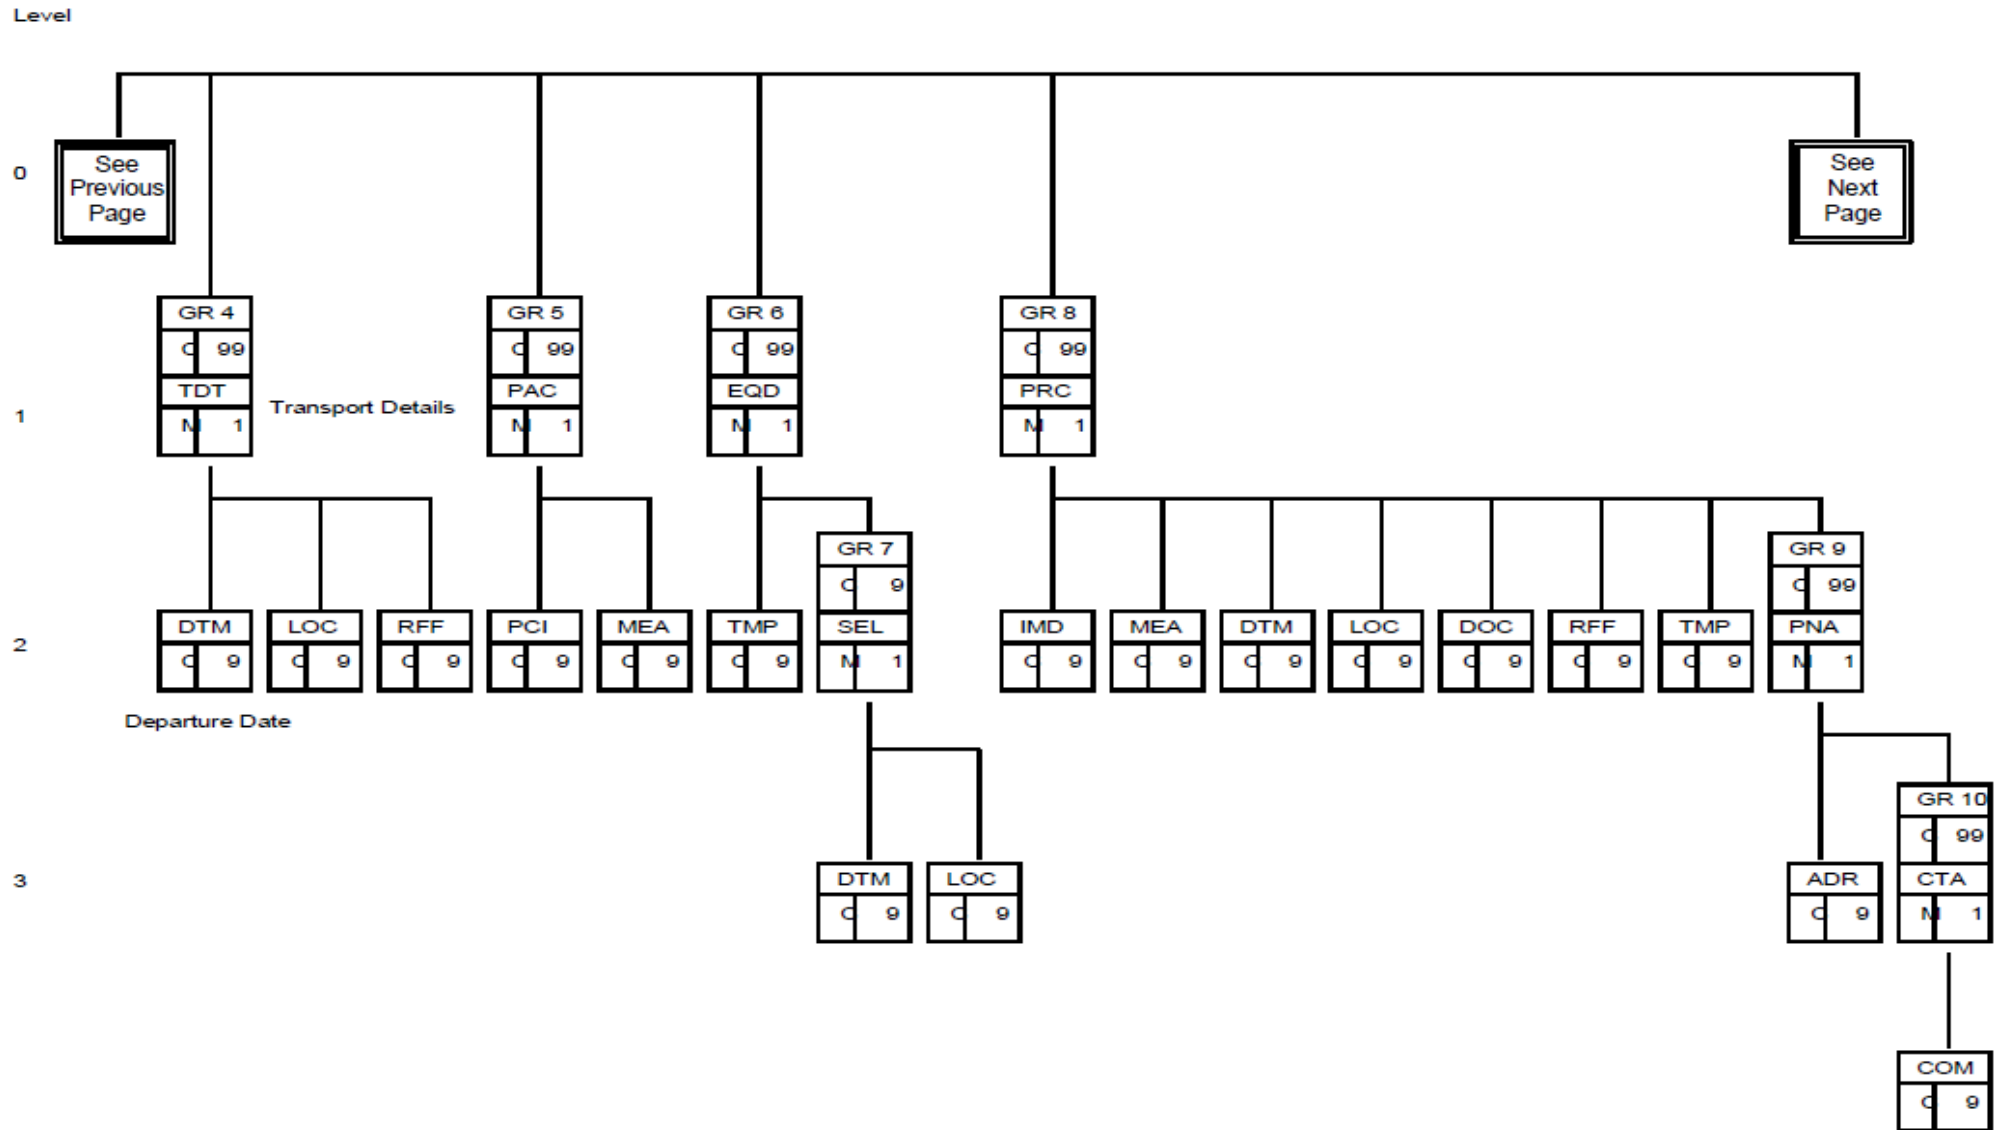 Level
0
See
Previous
Page
See
Next
Page
GR 4
GR 5
GR 6
GR 8
C 99
C 99
C 99
C 99
TDT
PAC
EQD
PRC
1
Transport Details
M 1
M 1
M 1
M 1
GR 7
GR 9
C 9
C 99
2
DTM
LOC
RFF
PCI
MEA
TMP
SEL
IMD
MEA
DTM
LOC
DOC
RFF
TMP
PNA
C 9
C 9
C 9
C 9
C 9
C 9
M 1
C 9
C 9
C 9
C 9
C 9
C 9
C 9
M 1
Departure Date
GR 10
C 99
3
DTM
LOC
ADR
CTA
C 9
C 9
C 9
M 1
COM
C 9